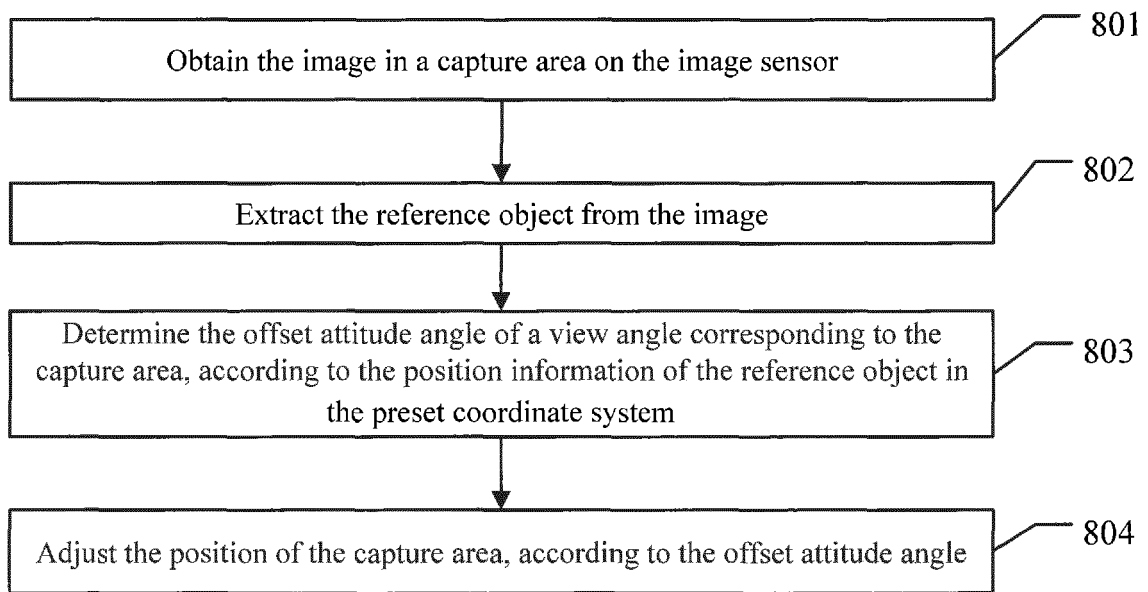 801
Obtain the image in a capture area on the image sensor
802
Extract the reference object from the image
Determine the offset attitude angle of a view angle corresponding to the
capture area, according to the position information of the reference object in
the preset coordinate system
803
Adjust the position of the capture area, according to the offset attitude angle
804